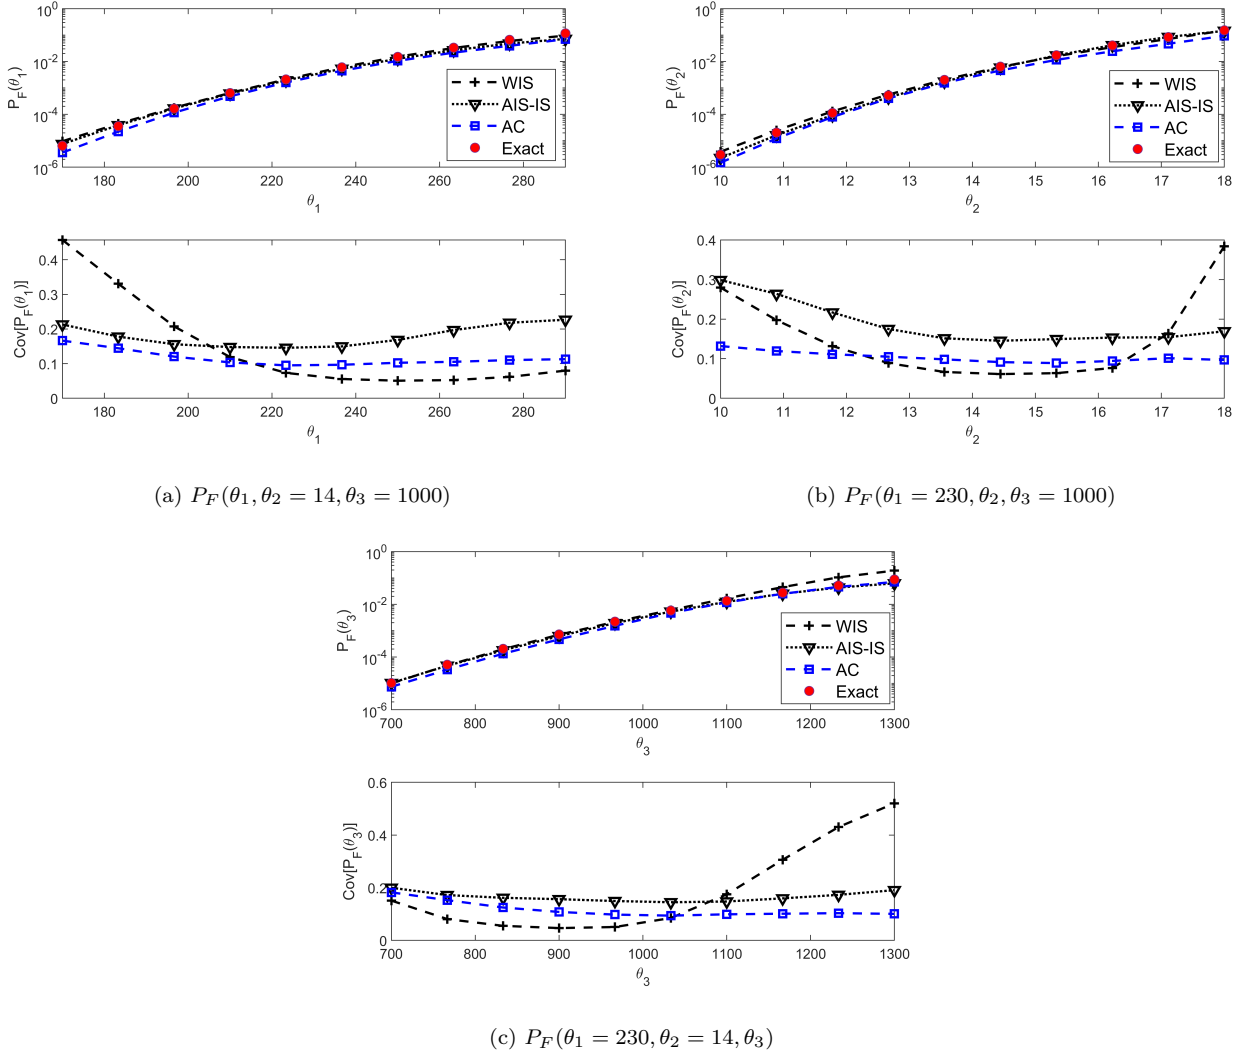 10^0
10^-2
10^-4
10^-6
P_F(θ_1)
WIS
AIS-IS
AC
Exact
180 200 220 240 260 280
θ_1
0.4
0.3
0.2
0.1
0
Cov[P_F(θ_1)]
180 200 220 240 260 280
θ_1
(a) P_F(θ_1, θ_2 = 14, θ_3 = 1000)
10^0
10^-2
10^-4
10^-6
P_F(θ_2)
WIS
AIS-IS
AC
Exact
10 11 12 13 14 15 16 17 18
θ_2
0.4
0.3
0.2
0.1
0
Cov[P_F(θ_2)]
10 11 12 13 14 15 16 17 18
θ_2
(b) P_F(θ_1 = 230, θ_2, θ_3 = 1000)
10^0
10^-2
10^-4
10^-6
P_F(θ_3)
WIS
AIS-IS
AC
Exact
700 800 900 1000 1100 1200 1300
θ_3
0.6
0.4
0.2
0
Cov[P_F(θ_3)]
700 800 900 1000 1100 1200 1300
θ_3
(c) P_F(θ_1 = 230, θ_2 = 14, θ_3)